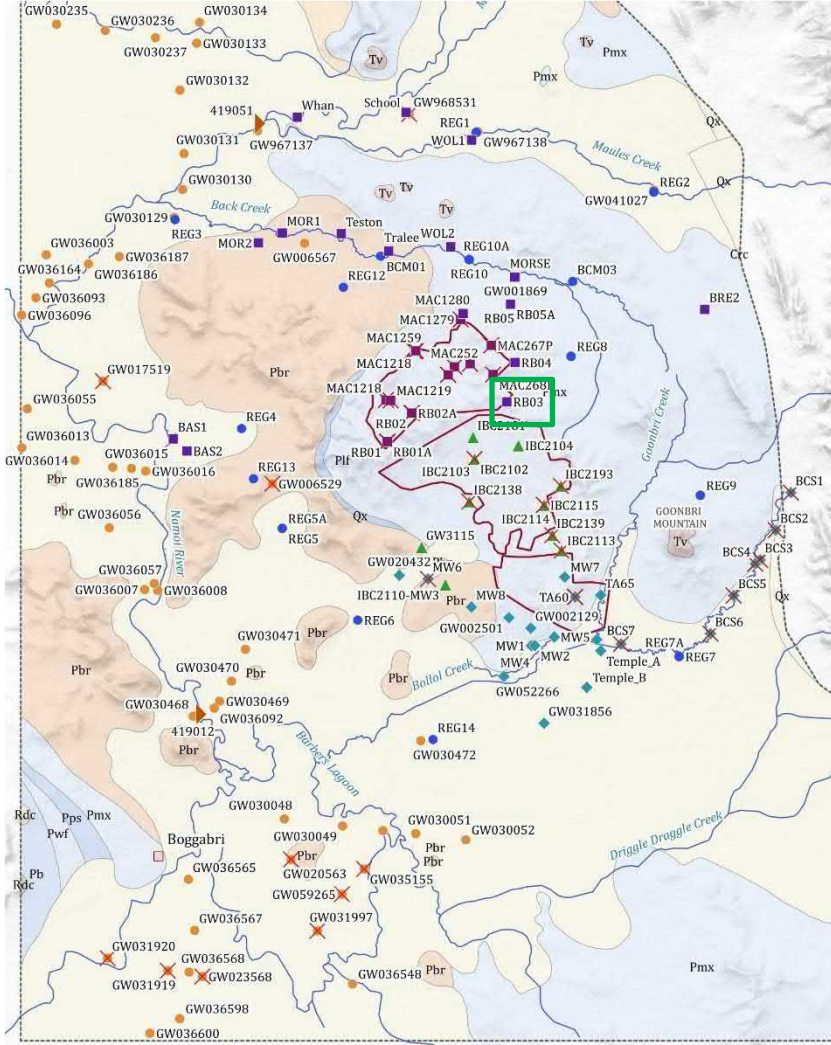 GW030235
GW030236
GW030134
GW030237
GW030133
Tv
Pmx
Tv
Pmx
GW030132
419051
Whan
School
GW968531
REG1
Qx
GW030131
GW967137
WOL1
GW967138
Maules Creek
GW030130
Tv
Tv
Qx
REG2
GW041027
GW030129
REG3
Back Creek
MOR1
Teston
Tv
WOL2
MOR2
Tralee
REG10A
Crc
GW036003
GW036187
GW006567
BCM01
REG10
MORSE
BCM03
GW036164
GW036186
REG12
GW001869
BRE2
GW036093
MAC1280
RB05
RB05A
GW036096
MAC1279
MAC1259
MAC267P
REG8
MAC1218
MAC252
RB04
GW017519
Pbr
MAC268
Pmx
MAC1218
MAC1219
RB03
GW036055
RB02A
IBC2101
Goonbri Creek
BAS1
REG4
RB02
IBC2104
GW036013
BAS2
RB01
RB01A
GW036015
GW036014
GW036016
Plf
IBC2103
IBC2102
Pbr
GW036185
REG13
GW006529
IBC2138
IBC2193
REG9
BCS1
Pbr
GW036056
Qx
IBC2115
GOONBRI
MOUNTAIN
REG5A
REG5
IBC2114
IBC2139
BCS2
Namoi River
GW3115
IBC2113
Tv
BCS3
BCS4
GW036057
GW020432
MW6
MW7
GW036007
GW036008
IBC2110-MW3
Pbr
MW8
TA60
TA65
BCS5
Qx
REG6
GW002129
GW030471
Pbr
GW002501
MW5
BCS7
BCS6
MW1
MW2
REG7A
GW030470
Pbr
MW4
Temple_A
REG7
Pbr
Bollol Creek
Temple_B
GW030468
GW030469
GW052266
419012
GW036092
GW031856
Pbr
Barbers Lagoon
REG14
GW030472
Rdc
Pps
Pmx
Pwf
GW030048
GW030051
Boggabri
GW030049
GW030052
Pbr
Pbr
Pbr
Driggle Draggle Creek
Pb
GW020563
Rdc
GW036565
GW035155
GW059265
GW036567
GW031997
GW031920
GW036568
GW031919
GW023568
GW036548
Pbr
Pmx
GW036598
GW036600